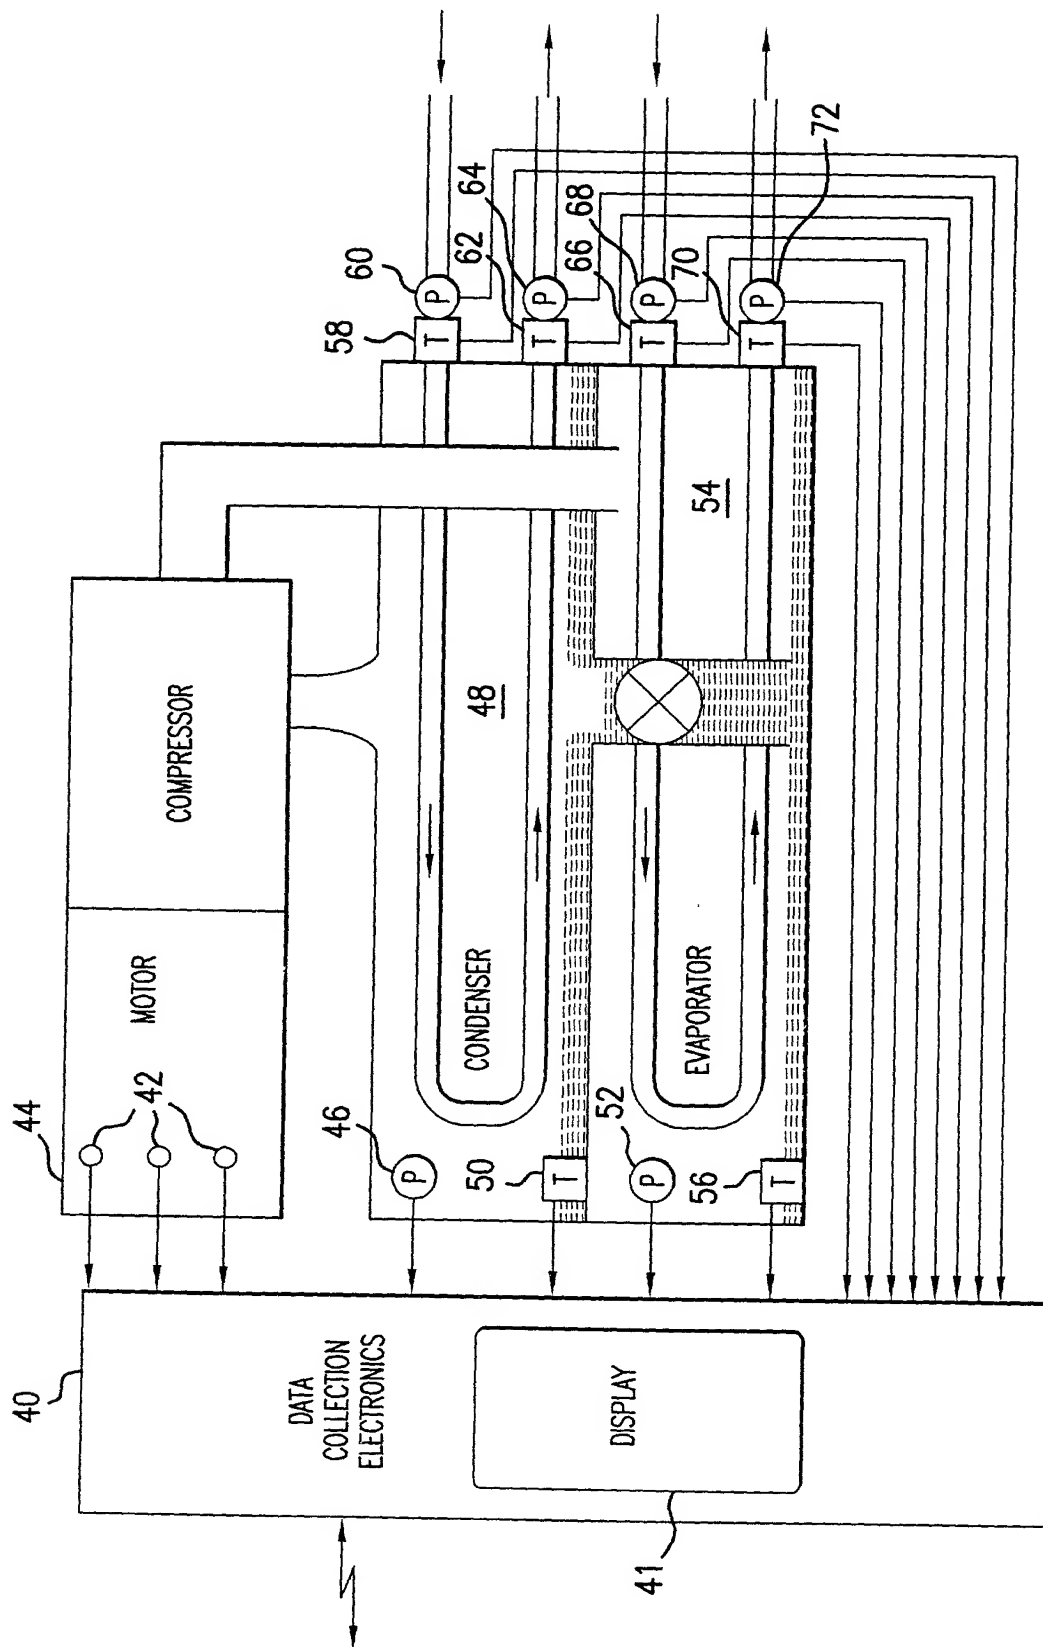 40
DATA
COLLECTION
ELECTRONICS
DISPLAY
41
44
42
MOTOR
COMPRESSOR
46
P
50
T
52
P
56
T
CONDENSER
48
EVAPORATOR
54
58
T
60
P
62
T
64
P
66
T
68
P
70
T
72
P